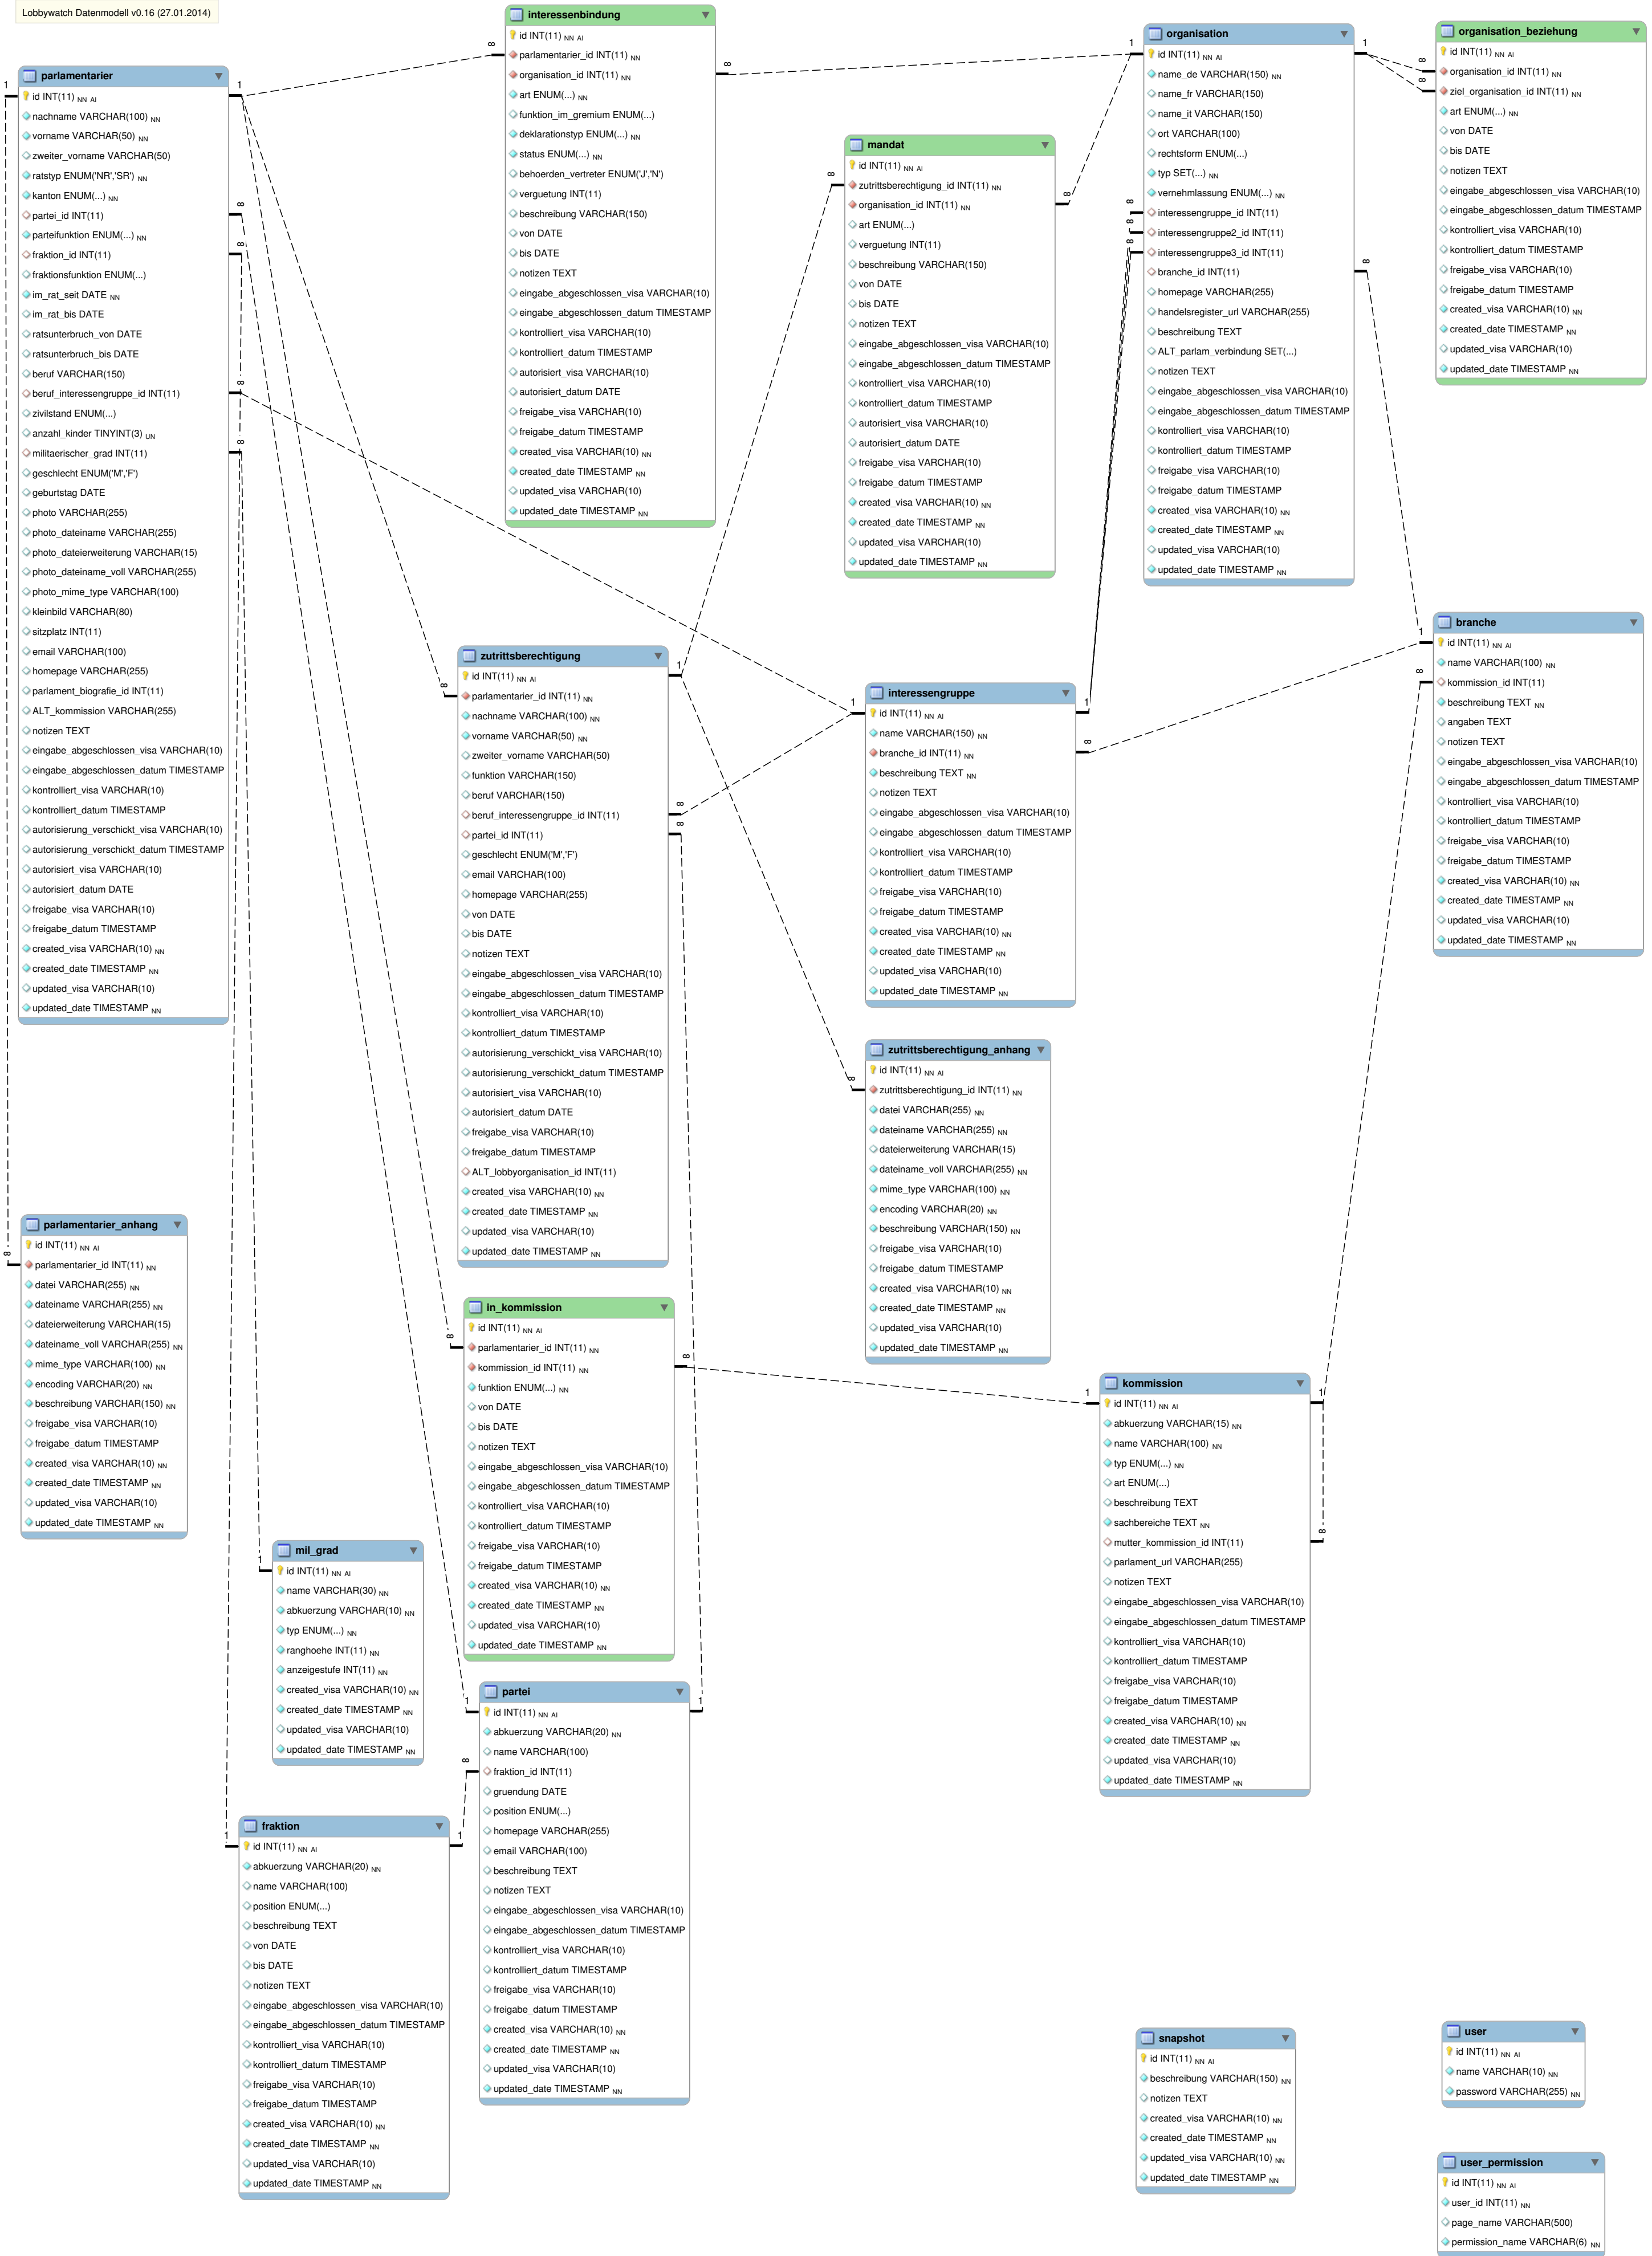 Lobbywatch Datenmodell v0.16 (27.01.2014)
parlamentarier
id INT(11) NN AI
nachname VARCHAR(100) NN
vorname VARCHAR(50) NN
zweiter_vorname VARCHAR(50)
ratstyp ENUM('NR','SR') NN
kanton ENUM(...) NN
partei_id INT(11)
parteifunktion ENUM(...) NN
fraktion_id INT(11)
fraktionsfunktion ENUM(...)
im_rat_seit DATE NN
im_rat_bis DATE
ratsunterbruch_von DATE
ratsunterbruch_bis DATE
beruf VARCHAR(150)
beruf_interessengruppe_id INT(11)
zivilstand ENUM(...)
anzahl_kinder TINYINT(3) UN
militaerischer_grad INT(11)
geschlecht ENUM('M','F')
geburtstag DATE
photo VARCHAR(255)
photo_dateiname VARCHAR(255)
photo_dateierweiterung VARCHAR(15)
photo_dateiname_voll VARCHAR(255)
photo_mime_type VARCHAR(100)
kleinbild VARCHAR(80)
sitzplatz INT(11)
email VARCHAR(100)
homepage VARCHAR(255)
parlament_biografie_id INT(11)
ALT_kommission VARCHAR(255)
notizen TEXT
eingabe_abgeschlossen_visa VARCHAR(10)
eingabe_abgeschlossen_datum TIMESTAMP
kontrolliert_visa VARCHAR(10)
kontrolliert_datum TIMESTAMP
autorisierung_verschickt_visa VARCHAR(10)
autorisierung_verschickt_datum TIMESTAMP
autorisiert_visa VARCHAR(10)
autorisiert_datum DATE
freigabe_visa VARCHAR(10)
freigabe_datum TIMESTAMP
created_visa VARCHAR(10) NN
created_date TIMESTAMP NN
updated_visa VARCHAR(10)
updated_date TIMESTAMP NN
interessenbindung
id INT(11) NN AI
parlamentarier_id INT(11) NN
organisation_id INT(11) NN
art ENUM(...) NN
funktion_im_gremium ENUM(...)
deklarationstyp ENUM(...) NN
status ENUM(...) NN
behoerden_vertreter ENUM('J','N')
verguetung INT(11)
beschreibung VARCHAR(150)
von DATE
bis DATE
notizen TEXT
eingabe_abgeschlossen_visa VARCHAR(10)
eingabe_abgeschlossen_datum TIMESTAMP
kontrolliert_visa VARCHAR(10)
kontrolliert_datum TIMESTAMP
autorisiert_visa VARCHAR(10)
autorisiert_datum DATE
freigabe_visa VARCHAR(10)
freigabe_datum TIMESTAMP
created_visa VARCHAR(10) NN
created_date TIMESTAMP NN
updated_visa VARCHAR(10)
updated_date TIMESTAMP NN
mandat
id INT(11) NN AI
zutrittsberechtigung_id INT(11) NN
organisation_id INT(11) NN
art ENUM(...)
verguetung INT(11)
beschreibung VARCHAR(150)
von DATE
bis DATE
notizen TEXT
eingabe_abgeschlossen_visa VARCHAR(10)
eingabe_abgeschlossen_datum TIMESTAMP
kontrolliert_visa VARCHAR(10)
kontrolliert_datum TIMESTAMP
autorisiert_visa VARCHAR(10)
autorisiert_datum DATE
freigabe_visa VARCHAR(10)
freigabe_datum TIMESTAMP
created_visa VARCHAR(10) NN
created_date TIMESTAMP NN
updated_visa VARCHAR(10)
updated_date TIMESTAMP NN
organisation
id INT(11) NN AI
name_de VARCHAR(150) NN
name_fr VARCHAR(150)
name_it VARCHAR(150)
ort VARCHAR(100)
rechtsform ENUM(...)
typ SET(...) NN
vernehmlassung ENUM(...) NN
interessengruppe_id INT(11)
interessengruppe2_id INT(11)
interessengruppe3_id INT(11)
branche_id INT(11)
homepage VARCHAR(255)
handelsregister_url VARCHAR(255)
beschreibung TEXT
ALT_parlam_verbindung SET(...)
notizen TEXT
eingabe_abgeschlossen_visa VARCHAR(10)
eingabe_abgeschlossen_datum TIMESTAMP
kontrolliert_visa VARCHAR(10)
kontrolliert_datum TIMESTAMP
freigabe_visa VARCHAR(10)
freigabe_datum TIMESTAMP
created_visa VARCHAR(10) NN
created_date TIMESTAMP NN
updated_visa VARCHAR(10)
updated_date TIMESTAMP NN
organisation_beziehung
id INT(11) NN AI
organisation_id INT(11) NN
ziel_organisation_id INT(11) NN
art ENUM(...) NN
von DATE
bis DATE
notizen TEXT
eingabe_abgeschlossen_visa VARCHAR(10)
eingabe_abgeschlossen_datum TIMESTAMP
kontrolliert_visa VARCHAR(10)
kontrolliert_datum TIMESTAMP
freigabe_visa VARCHAR(10)
freigabe_datum TIMESTAMP
created_visa VARCHAR(10) NN
created_date TIMESTAMP NN
updated_visa VARCHAR(10)
updated_date TIMESTAMP NN
zutrittsberechtigung
id INT(11) NN AI
parlamentarier_id INT(11) NN
nachname VARCHAR(100) NN
vorname VARCHAR(50) NN
zweiter_vorname VARCHAR(50)
funktion VARCHAR(150)
beruf VARCHAR(150)
beruf_interessengruppe_id INT(11)
partei_id INT(11)
geschlecht ENUM('M','F')
email VARCHAR(100)
homepage VARCHAR(255)
von DATE
bis DATE
notizen TEXT
eingabe_abgeschlossen_visa VARCHAR(10)
eingabe_abgeschlossen_datum TIMESTAMP
kontrolliert_visa VARCHAR(10)
kontrolliert_datum TIMESTAMP
autorisierung_verschickt_visa VARCHAR(10)
autorisierung_verschickt_datum TIMESTAMP
autorisiert_visa VARCHAR(10)
autorisiert_datum DATE
freigabe_visa VARCHAR(10)
freigabe_datum TIMESTAMP
ALT_lobbyorganisation_id INT(11)
created_visa VARCHAR(10) NN
created_date TIMESTAMP NN
updated_visa VARCHAR(10)
updated_date TIMESTAMP NN
interessengruppe
id INT(11) NN AI
name VARCHAR(150) NN
branche_id INT(11) NN
beschreibung TEXT NN
notizen TEXT
eingabe_abgeschlossen_visa VARCHAR(10)
eingabe_abgeschlossen_datum TIMESTAMP
kontrolliert_visa VARCHAR(10)
kontrolliert_datum TIMESTAMP
freigabe_visa VARCHAR(10)
freigabe_datum TIMESTAMP
created_visa VARCHAR(10) NN
created_date TIMESTAMP NN
updated_visa VARCHAR(10)
updated_date TIMESTAMP NN
branche
id INT(11) NN AI
name VARCHAR(100) NN
kommission_id INT(11)
beschreibung TEXT NN
angaben TEXT
notizen TEXT
eingabe_abgeschlossen_visa VARCHAR(10)
eingabe_abgeschlossen_datum TIMESTAMP
kontrolliert_visa VARCHAR(10)
kontrolliert_datum TIMESTAMP
freigabe_visa VARCHAR(10)
freigabe_datum TIMESTAMP
created_visa VARCHAR(10) NN
created_date TIMESTAMP NN
updated_visa VARCHAR(10)
updated_date TIMESTAMP NN
zutrittsberechtigung_anhang
id INT(11) NN AI
zutrittsberechtigung_id INT(11) NN
datei VARCHAR(255) NN
dateiname VARCHAR(255) NN
dateierweiterung VARCHAR(15)
dateiname_voll VARCHAR(255) NN
mime_type VARCHAR(100) NN
encoding VARCHAR(20) NN
beschreibung VARCHAR(150) NN
freigabe_visa VARCHAR(10)
freigabe_datum TIMESTAMP
created_visa VARCHAR(10) NN
created_date TIMESTAMP NN
updated_visa VARCHAR(10)
updated_date TIMESTAMP NN
parlamentarier_anhang
id INT(11) NN AI
parlamentarier_id INT(11) NN
datei VARCHAR(255) NN
dateiname VARCHAR(255) NN
dateierweiterung VARCHAR(15)
dateiname_voll VARCHAR(255) NN
mime_type VARCHAR(100) NN
encoding VARCHAR(20) NN
beschreibung VARCHAR(150) NN
freigabe_visa VARCHAR(10)
freigabe_datum TIMESTAMP
created_visa VARCHAR(10) NN
created_date TIMESTAMP NN
updated_visa VARCHAR(10)
updated_date TIMESTAMP NN
in_kommission
id INT(11) NN AI
parlamentarier_id INT(11) NN
kommission_id INT(11) NN
funktion ENUM(...) NN
von DATE
bis DATE
notizen TEXT
eingabe_abgeschlossen_visa VARCHAR(10)
eingabe_abgeschlossen_datum TIMESTAMP
kontrolliert_visa VARCHAR(10)
kontrolliert_datum TIMESTAMP
freigabe_visa VARCHAR(10)
freigabe_datum TIMESTAMP
created_visa VARCHAR(10) NN
created_date TIMESTAMP NN
updated_visa VARCHAR(10)
updated_date TIMESTAMP NN
kommission
id INT(11) NN AI
abkuerzung VARCHAR(15) NN
name VARCHAR(100) NN
typ ENUM(...) NN
art ENUM(...)
beschreibung TEXT
sachbereiche TEXT NN
mutter_kommission_id INT(11)
parlament_url VARCHAR(255)
notizen TEXT
eingabe_abgeschlossen_visa VARCHAR(10)
eingabe_abgeschlossen_datum TIMESTAMP
kontrolliert_visa VARCHAR(10)
kontrolliert_datum TIMESTAMP
freigabe_visa VARCHAR(10)
freigabe_datum TIMESTAMP
created_visa VARCHAR(10) NN
created_date TIMESTAMP NN
updated_visa VARCHAR(10)
updated_date TIMESTAMP NN
mil_grad
id INT(11) NN AI
name VARCHAR(30) NN
abkuerzung VARCHAR(10) NN
typ ENUM(...) NN
ranghoehe INT(11) NN
anzeigestufe INT(11) NN
created_visa VARCHAR(10) NN
created_date TIMESTAMP NN
updated_visa VARCHAR(10)
updated_date TIMESTAMP NN
partei
id INT(11) NN AI
abkuerzung VARCHAR(20) NN
name VARCHAR(100)
fraktion_id INT(11)
gruendung DATE
position ENUM(...)
homepage VARCHAR(255)
email VARCHAR(100)
beschreibung TEXT
notizen TEXT
eingabe_abgeschlossen_visa VARCHAR(10)
eingabe_abgeschlossen_datum TIMESTAMP
kontrolliert_visa VARCHAR(10)
kontrolliert_datum TIMESTAMP
freigabe_visa VARCHAR(10)
freigabe_datum TIMESTAMP
created_visa VARCHAR(10) NN
created_date TIMESTAMP NN
updated_visa VARCHAR(10)
updated_date TIMESTAMP NN
fraktion
id INT(11) NN AI
abkuerzung VARCHAR(20) NN
name VARCHAR(100)
position ENUM(...)
beschreibung TEXT
von DATE
bis DATE
notizen TEXT
eingabe_abgeschlossen_visa VARCHAR(10)
eingabe_abgeschlossen_datum TIMESTAMP
kontrolliert_visa VARCHAR(10)
kontrolliert_datum TIMESTAMP
freigabe_visa VARCHAR(10)
freigabe_datum TIMESTAMP
created_visa VARCHAR(10) NN
created_date TIMESTAMP NN
updated_visa VARCHAR(10)
updated_date TIMESTAMP NN
snapshot
id INT(11) NN AI
beschreibung VARCHAR(150) NN
notizen TEXT
created_visa VARCHAR(10) NN
created_date TIMESTAMP NN
updated_visa VARCHAR(10) NN
updated_date TIMESTAMP NN
user
id INT(11) NN AI
name VARCHAR(10) NN
password VARCHAR(255) NN
user_permission
id INT(11) NN AI
user_id INT(11) NN
page_name VARCHAR(500)
permission_name VARCHAR(6) NN